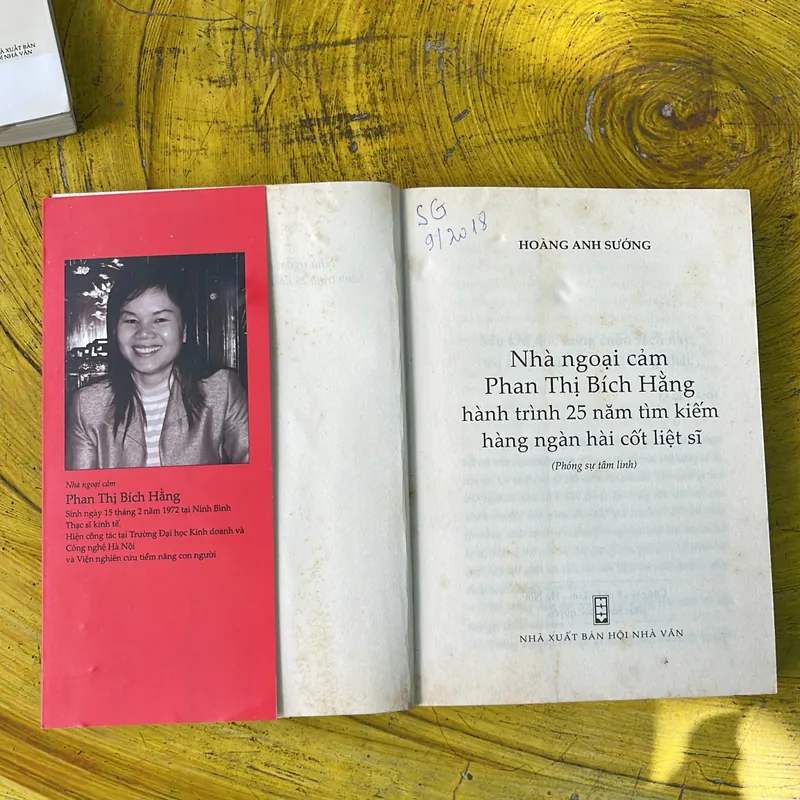 À XUẤT BẢN
I NHÀ VĂN
Nhà ngoại cảm
Phan Thị Bích Hằng
Sinh ngày 15 tháng 2 năm 1972 tại Ninh Bình
Thạc sĩ kinh tế.
Hiện công tác tại Trường Đại học Kinh doanh và
Công nghệ Hà Nội
và Viện nghiên cứu tiềm năng con người
SG
9/2018
HOÀNG ANH SƯỚNG
Nhà ngoại cảm
Phan Thị Bích Hằng
hành trình 25 năm tìm kiếm
hàng ngàn hài cốt liệt sĩ
(Phóng sự tâm linh)
NHÀ XUẤT BẢN HỘI NHÀ VĂN